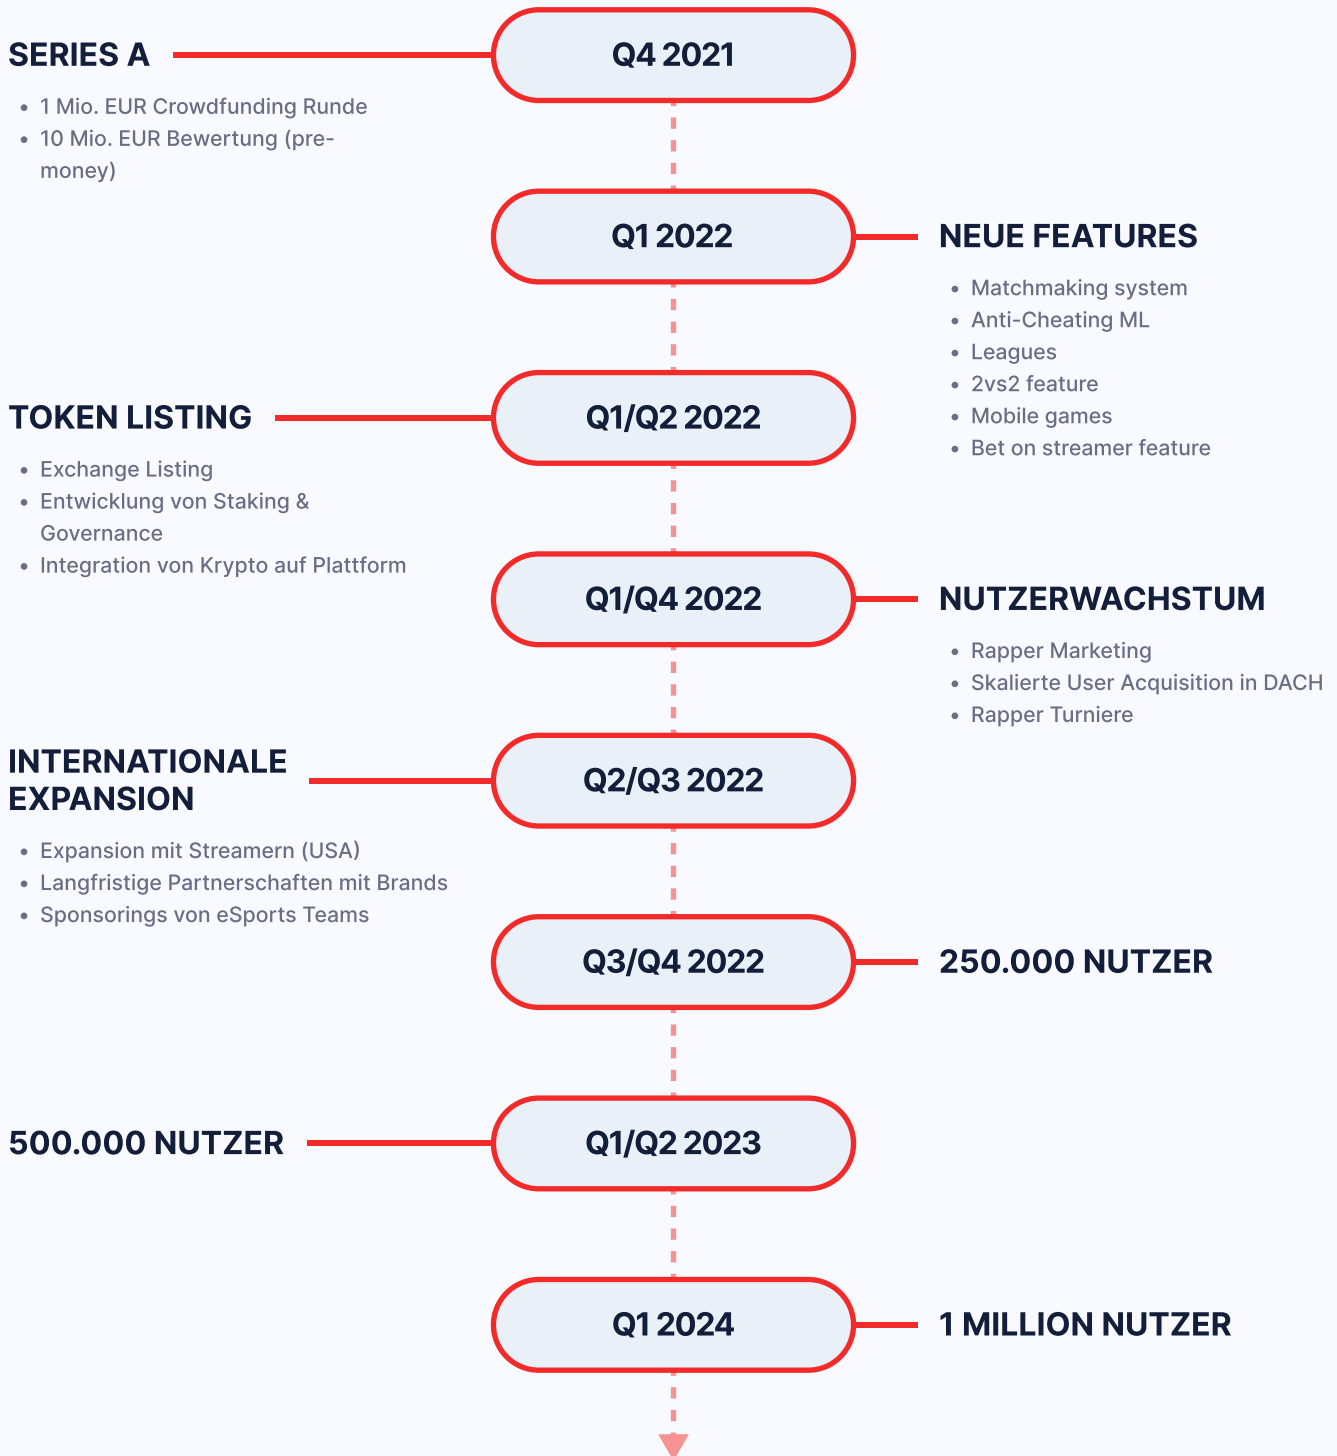 SERIES A
Q4 2021
• 1 Mio. EUR Crowdfunding Runde
• 10 Mio. EUR Bewertung (pre-
money)
Q1 2022
NEUE FEATURES
• Matchmaking system
• Anti-Cheating ML
• Leagues
• 2vs2 feature
• Mobile games
• Bet on streamer feature
TOKEN LISTING
Q1/Q2 2022
• Exchange Listing
• Entwicklung von Staking &
Governance
• Integration von Krypto auf Plattform
Q1/Q4 2022
NUTZERWACHSTUM
• Rapper Marketing
• Skalierte User Acquisition in DACH
• Rapper Turniere
INTERNATIONALE
EXPANSION
Q2/Q3 2022
• Expansion mit Streamern (USA)
• Langfristige Partnerschaften mit Brands
• Sponsorings von eSports Teams
Q3/Q4 2022
250.000 NUTZER
500.000 NUTZER
Q1/Q2 2023
Q1 2024
1 MILLION NUTZER